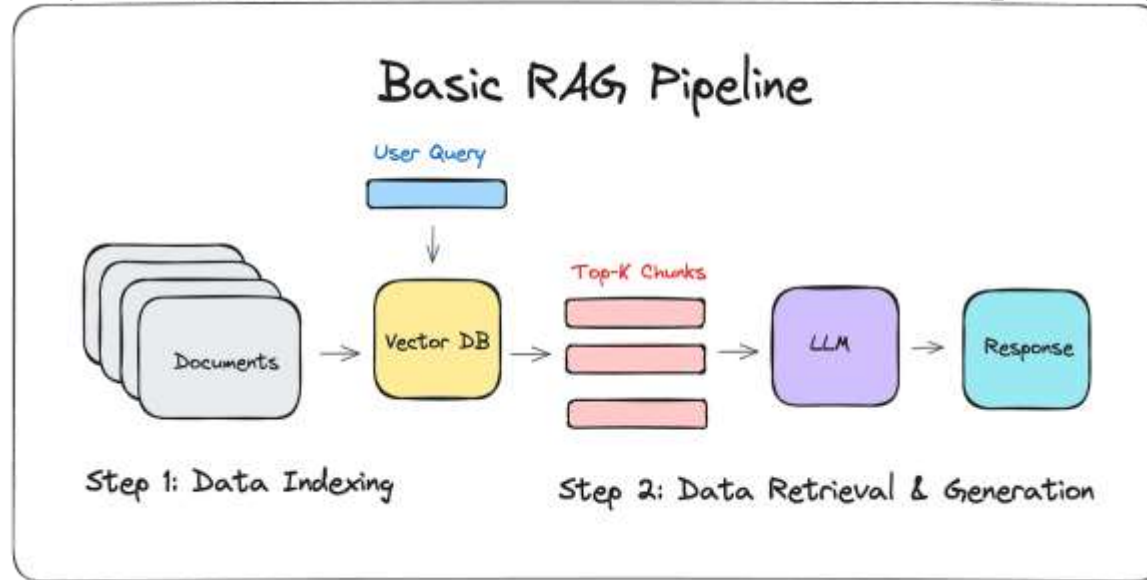 Basic RAG Pipeline
User Query
Top-K Chunks
Documents
Vector DB
LLM
Response
Step 1: Data Indexing
Step 2: Data Retrieval & Generation